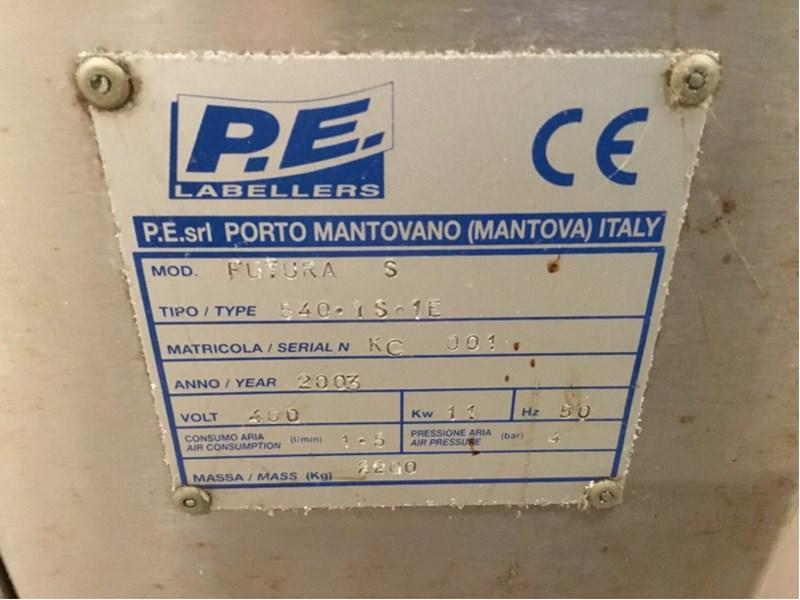 P.E.
LABELLERS
CE
P.E.srl PORTO MANTOVANO (MANTOVA) ITALY
MOD. FUTURA S
TIPO / TYPE 640·1S·1E
MATRICOLA / SERIAL N KC 001
ANNO / YEAR 2003
VOLT 400 Kw 11 Hz 50
CONSUMO ARIA (l/min) 1·5 PRESSIONE ARIA (bar) 4
AIR CONSUMPTION AIR PRESSURE
MASSA / MASS (Kg) 2200